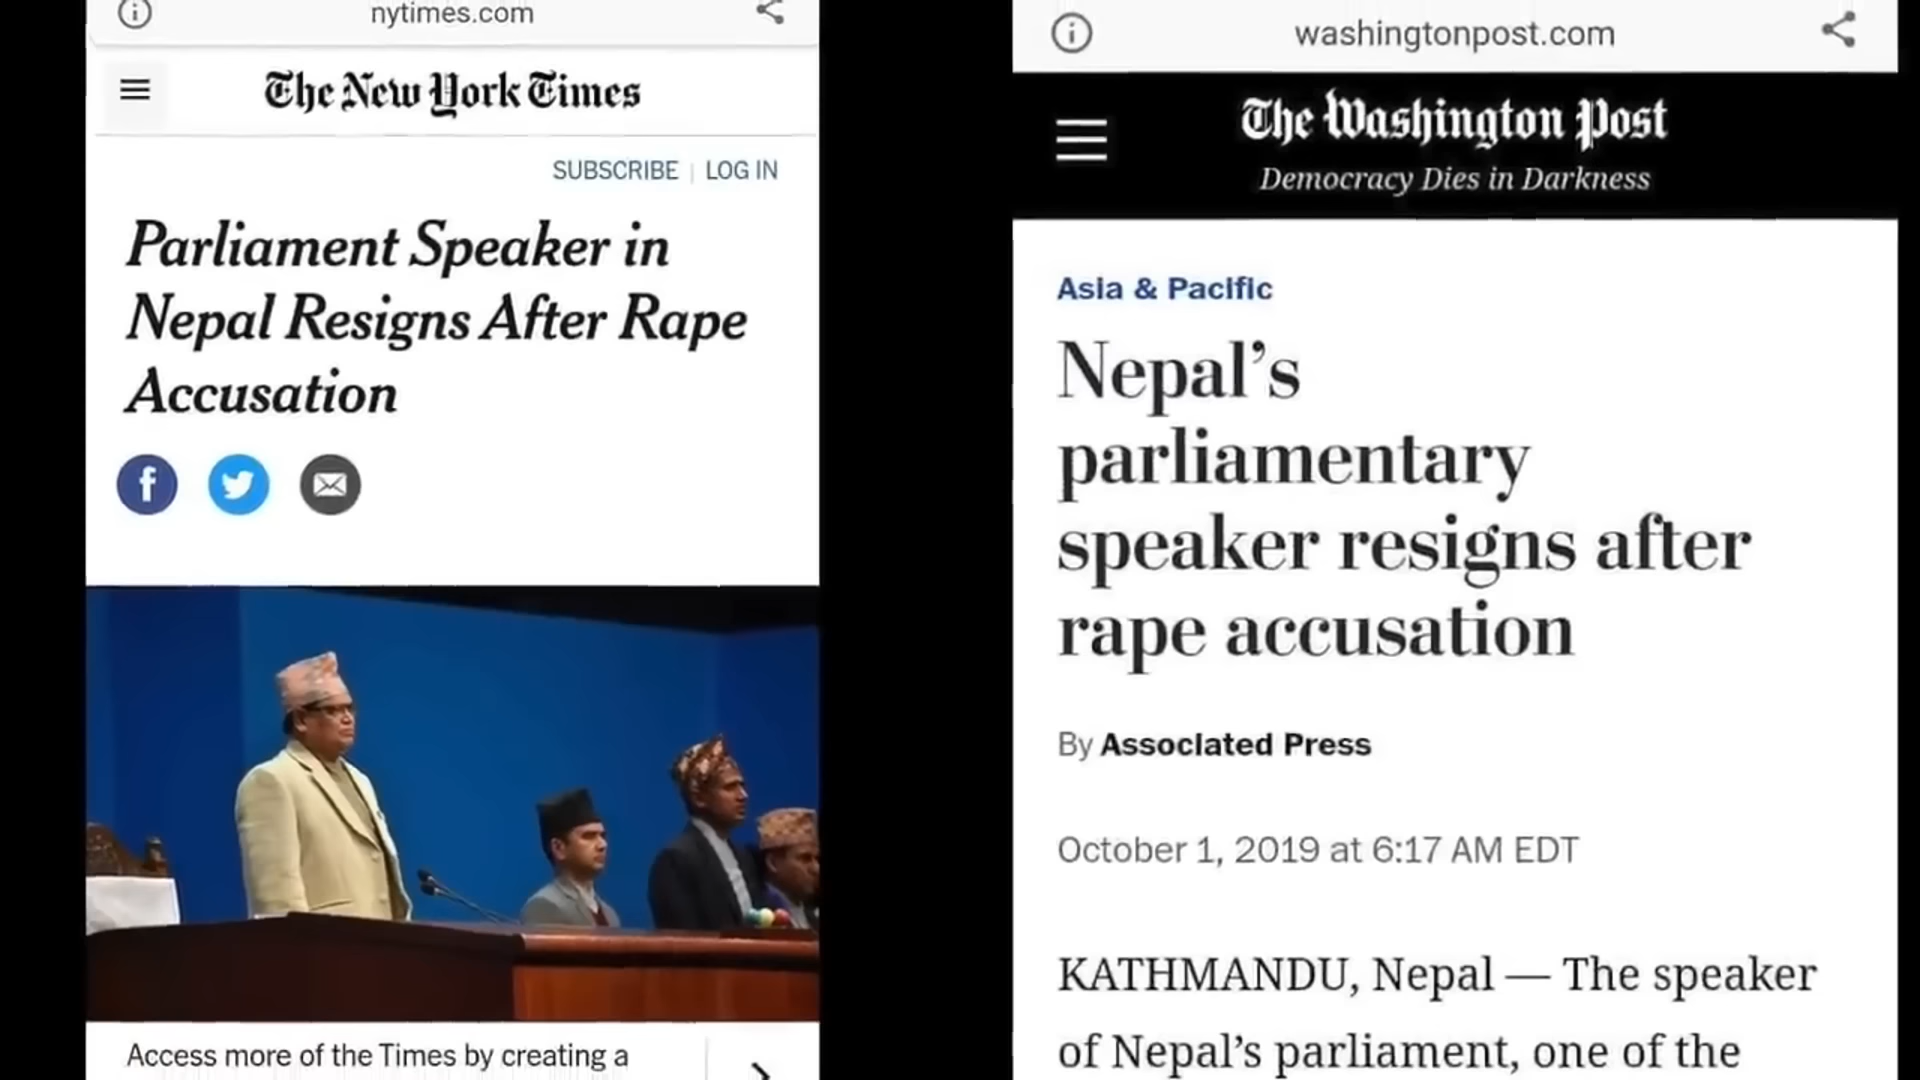 nytimes.com
The New York Times
SUBSCRIBE | LOG IN
Parliament Speaker in
Nepal Resigns After Rape
Accusation
Access more of the Times by creating a
washingtonpost.com
The Washington Post
Democracy Dies in Darkness
Asia & Pacific
Nepal's
parliamentary
speaker resigns after
rape accusation
By Associated Press
October 1, 2019 at 6:17 AM EDT
KATHMANDU, Nepal — The speaker
of Nepal's parliament, one of the